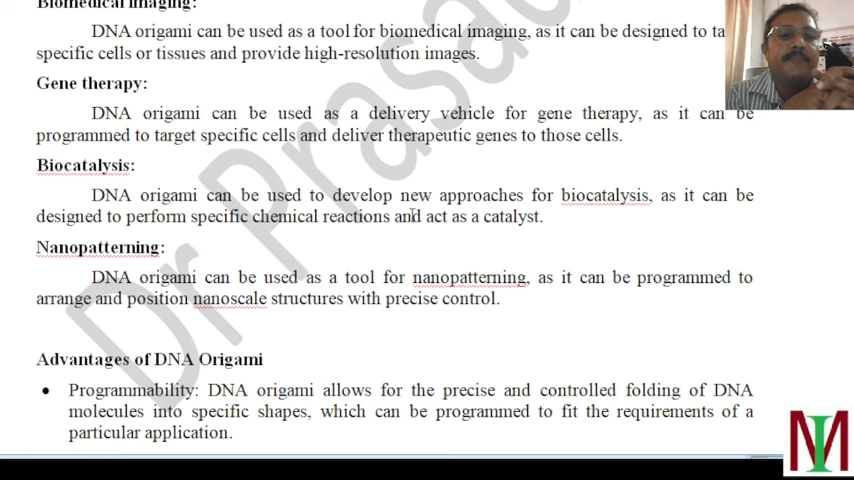 Biomedical imaging:
DNA origami can be used as a tool for biomedical imaging, as it can be designed to ta
specific cells or tissues and provide high-resolution images.
Gene therapy:
DNA origami can be used as a delivery vehicle for gene therapy, as it can be
programmed to target specific cells and deliver therapeutic genes to those cells.
Biocatalysis:
DNA origami can be used to develop new approaches for biocatalysis, as it can be
designed to perform specific chemical reactions and act as a catalyst.
Nanopatterning:
DNA origami can be used as a tool for nanopatterning, as it can be programmed to
arrange and position nanoscale structures with precise control.
Advantages of DNA Origami
• Programmability: DNA origami allows for the precise and controlled folding of DNA
molecules into specific shapes, which can be programmed to fit the requirements of a
particular application.
Dr Prasad
MI